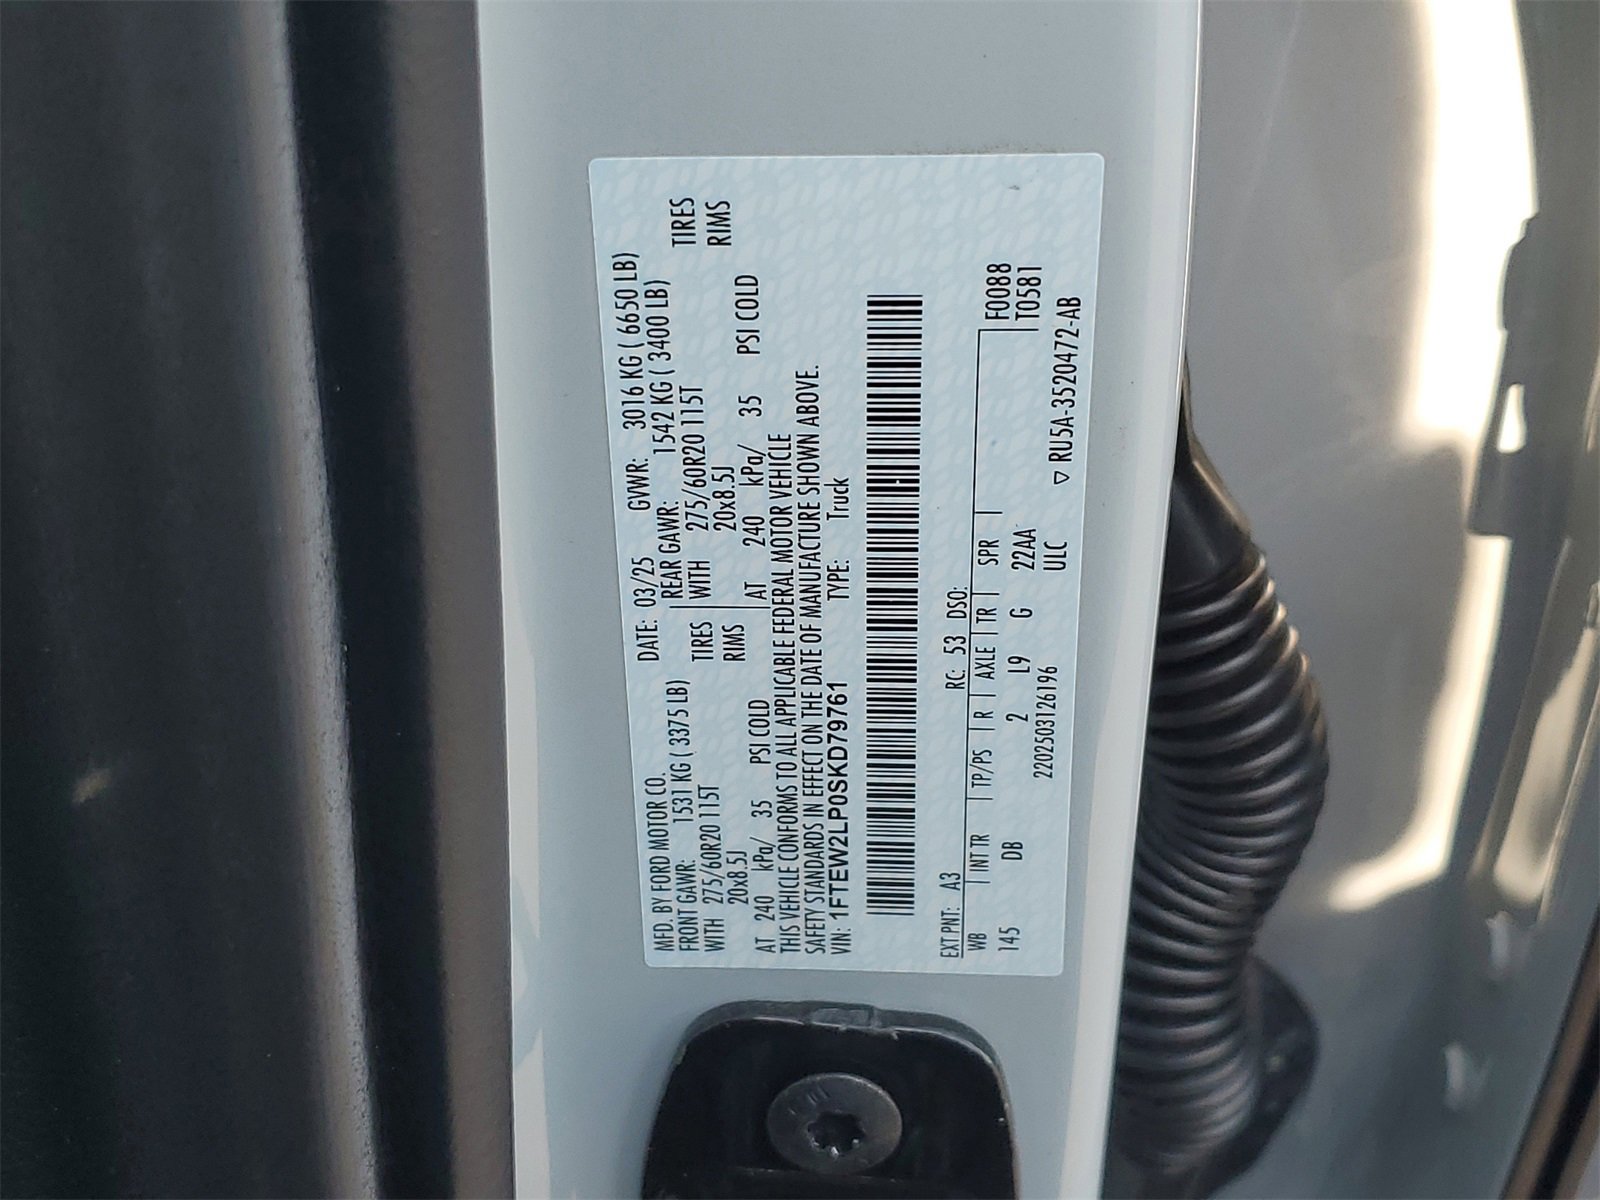 MFD. BY FORD MOTOR CO. DATE: 03/25 GVWR: 3016 KG ( 6650 LB)
FRONT GAWR: 1531 KG ( 3375 LB) REAR GAWR: 1542 KG ( 3400 LB)
WITH 275/60R20 115T TIRES WITH 275/60R20 115T TIRES
20x8.5J RIMS 20x8.5J RIMS
AT 240 kPa/ 35 PSI COLD AT 240 kPa/ 35 PSI COLD
THIS VEHICLE CONFORMS TO ALL APPLICABLE FEDERAL MOTOR VEHICLE
SAFETY STANDARDS IN EFFECT ON THE DATE OF MANUFACTURE SHOWN ABOVE.
VIN: 1FTEW2LP0SKD79761 TYPE: Truck
EXT PNT: A3 RC: 53 DSO:
WB INT TR TP/PS R AXLE TR SPR F0088
145 DB 2 L9 G 22AA T0581
2202503126196 ULC ▽ RU5A-3520472-AB